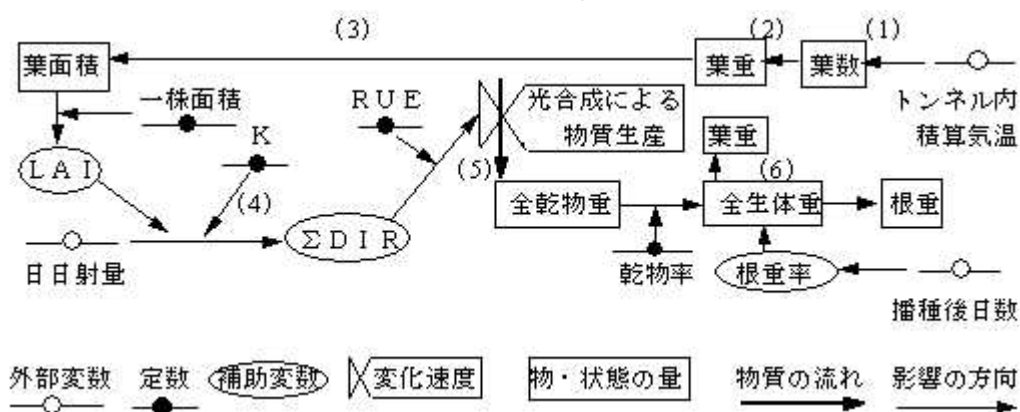 (3)
(2)
(1)
葉面積
葉重
葉数
一株面積
RUE
光合成による
物質生産
トンネル内
積算気温
K
葉重
LAI
(5)
(6)
(4)
全乾物重
全生体重
根重
ΣDIR
日日射量
乾物率
根重率
播種後日数
外部変数
定数
補助変数
変化速度
物・状態の量
物質の流れ
影響の方向